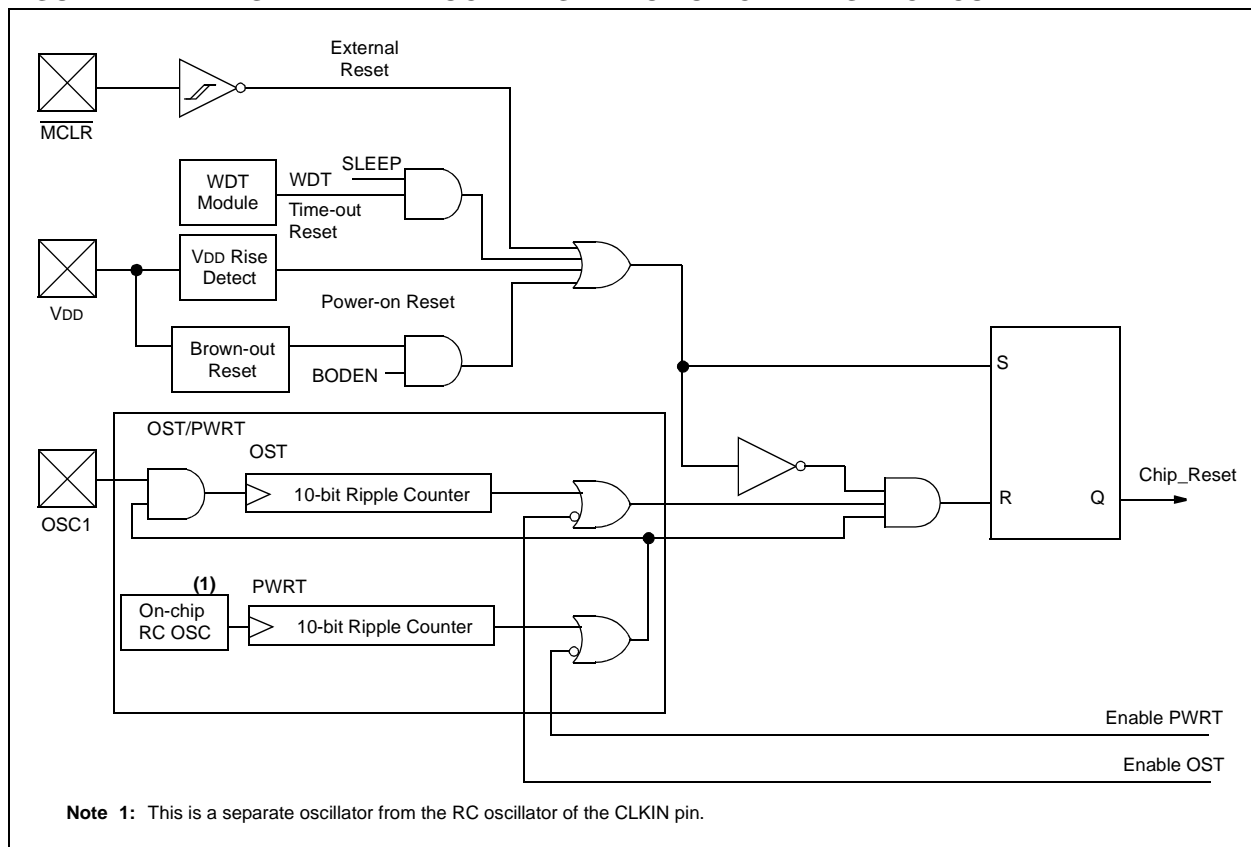 External
Reset
MCLR
SLEEP
WDT
Module
WDT
Time-out
Reset
VDD Rise
Detect
VDD
Power-on Reset
Brown-out
Reset
BODEN
S
OST/PWRT
OST
OSC1
10-bit Ripple Counter
Chip_Reset
R
Q
(1)
PWRT
On-chip
RC OSC
10-bit Ripple Counter
Enable PWRT
Enable OST
Note 1: This is a separate oscillator from the RC oscillator of the CLKIN pin.